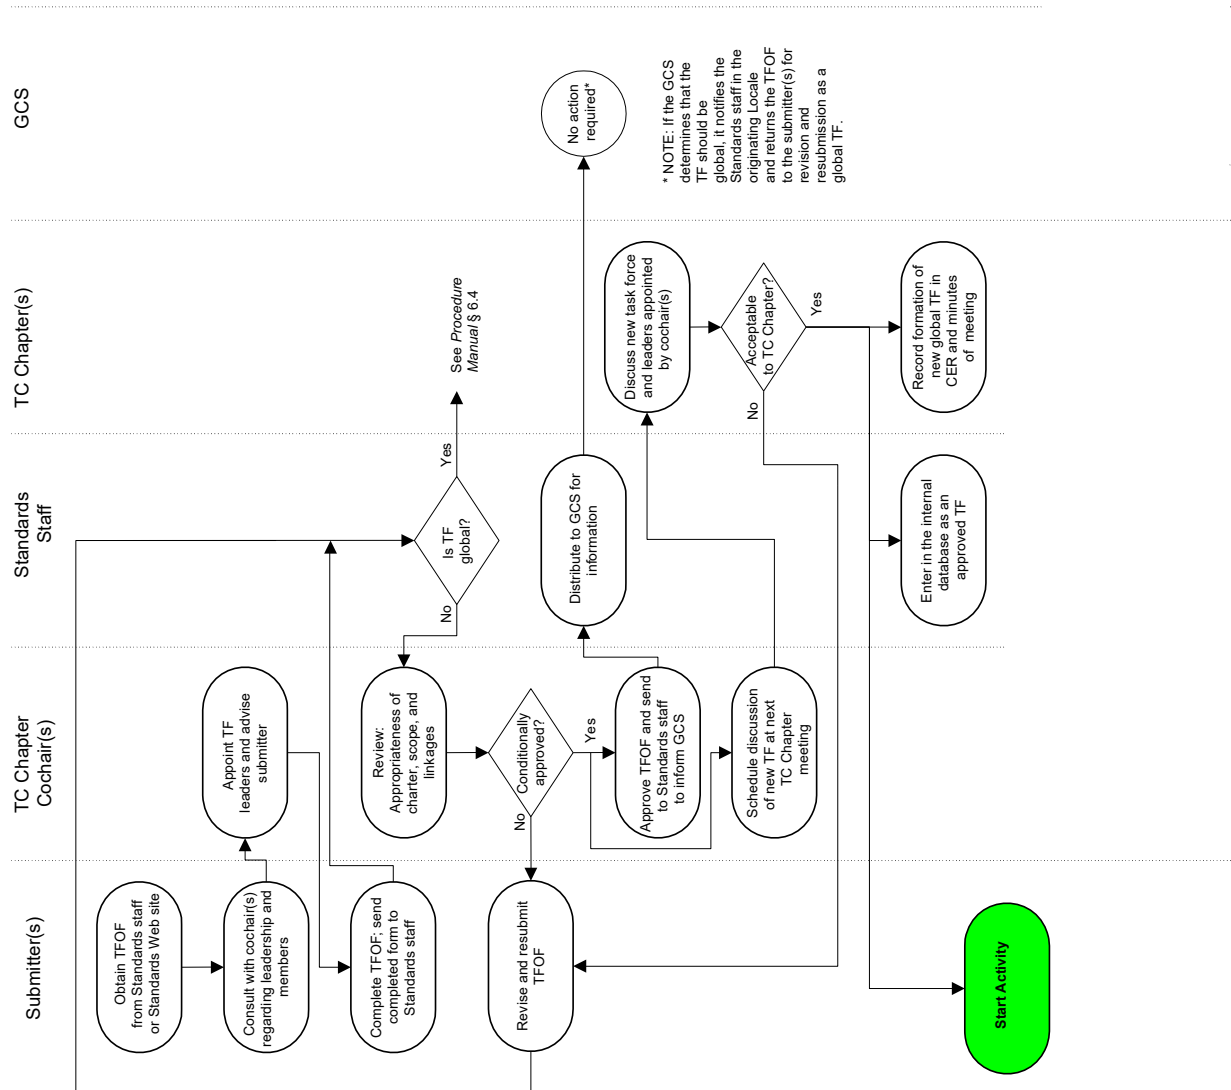 Submitter(s)
TC Chapter
Cochair(s)
Standards
Staff
TC Chapter(s)
GCS
Obtain TFOF
from Standards staff
or Standards Web site
Consult with cochair(s)
regarding leadership and
members
Appoint TF
leaders and advise
submitter
Complete TFOF; send
completed form to
Standards staff
Is TF
global?
Yes
See Procedure
Manual § 6.4
No
Review:
Appropriateness of
charter, scope, and
linkages
Conditionally
approved?
No
Yes
Revise and resubmit
TFOF
Approve TFOF and send
to Standards staff
to inform GCS
Distribute to GCS for
information
No action
required*
* NOTE: If the GCS
determines that the
TF should be
global, it notifies the
Standards staff in the
originating Locale
and returns the TFOF
to the submitter(s) for
revision and
resubmission as a
global TF.
Schedule discussion
of new TF at next
TC Chapter
meeting
Discuss new task force
and leaders appointed
by cochair(s)
Acceptable
to TC Chapter?
No
Yes
Record formation of
new global TF in
CER and minutes
of meeting
Enter in the internal
database as an
approved TF
Start Activity